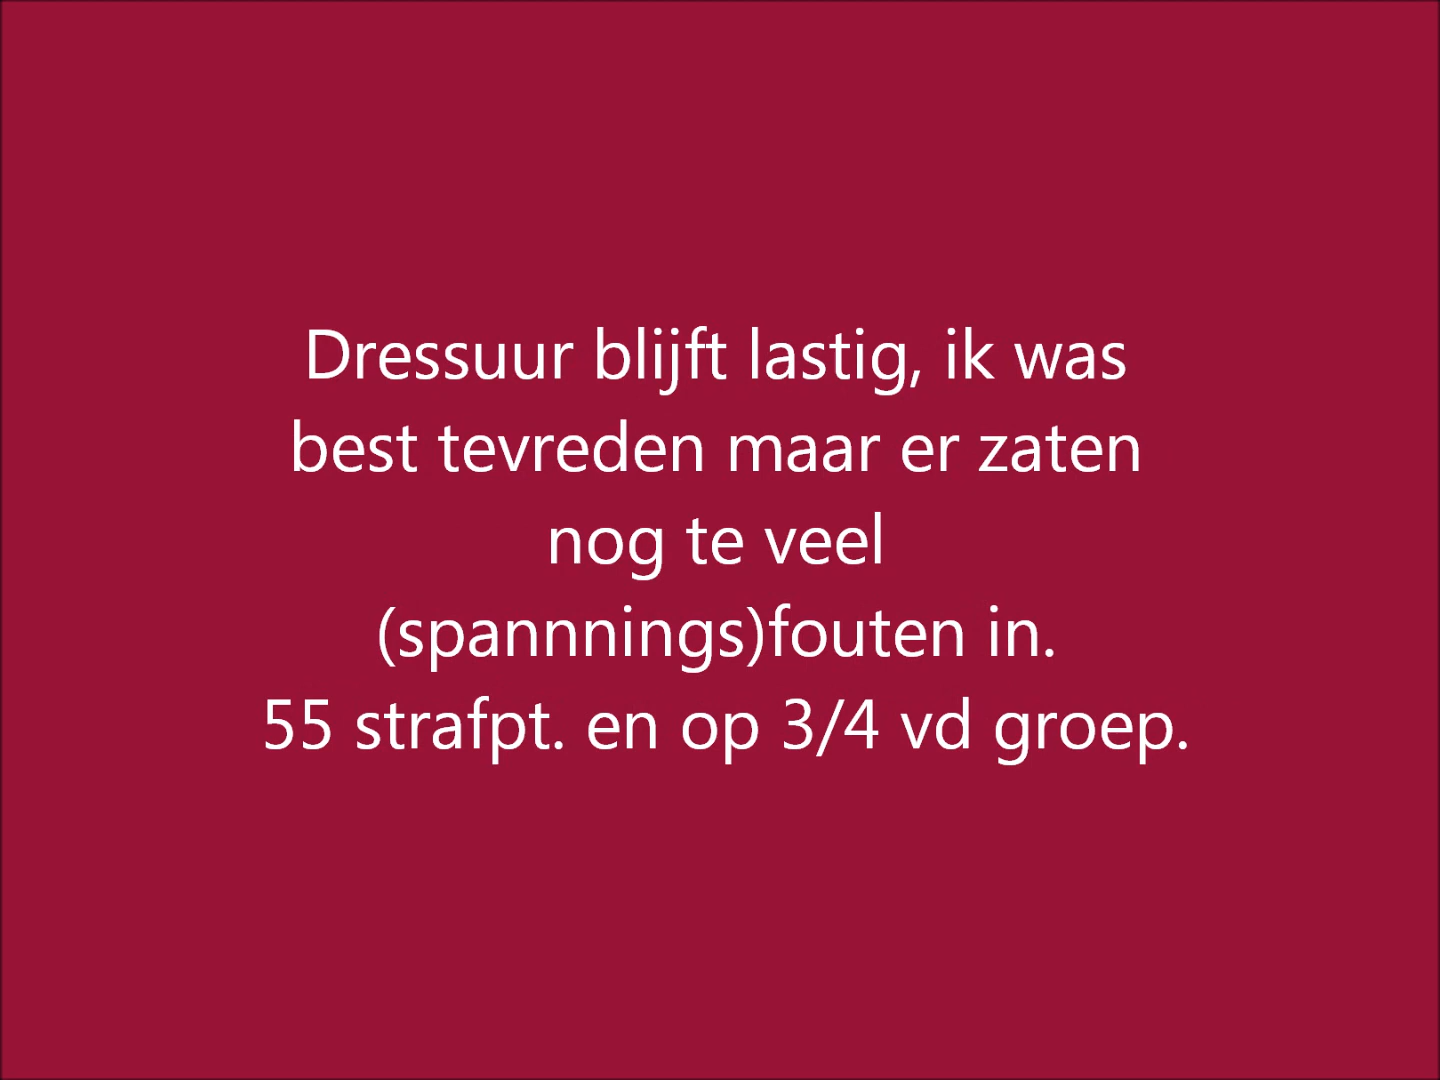 Dressuur blijft lastig, ik was
best tevreden maar er zaten
nog te veel
(spannnings)fouten in.
55 strafpt. en op 3/4 vd groep.